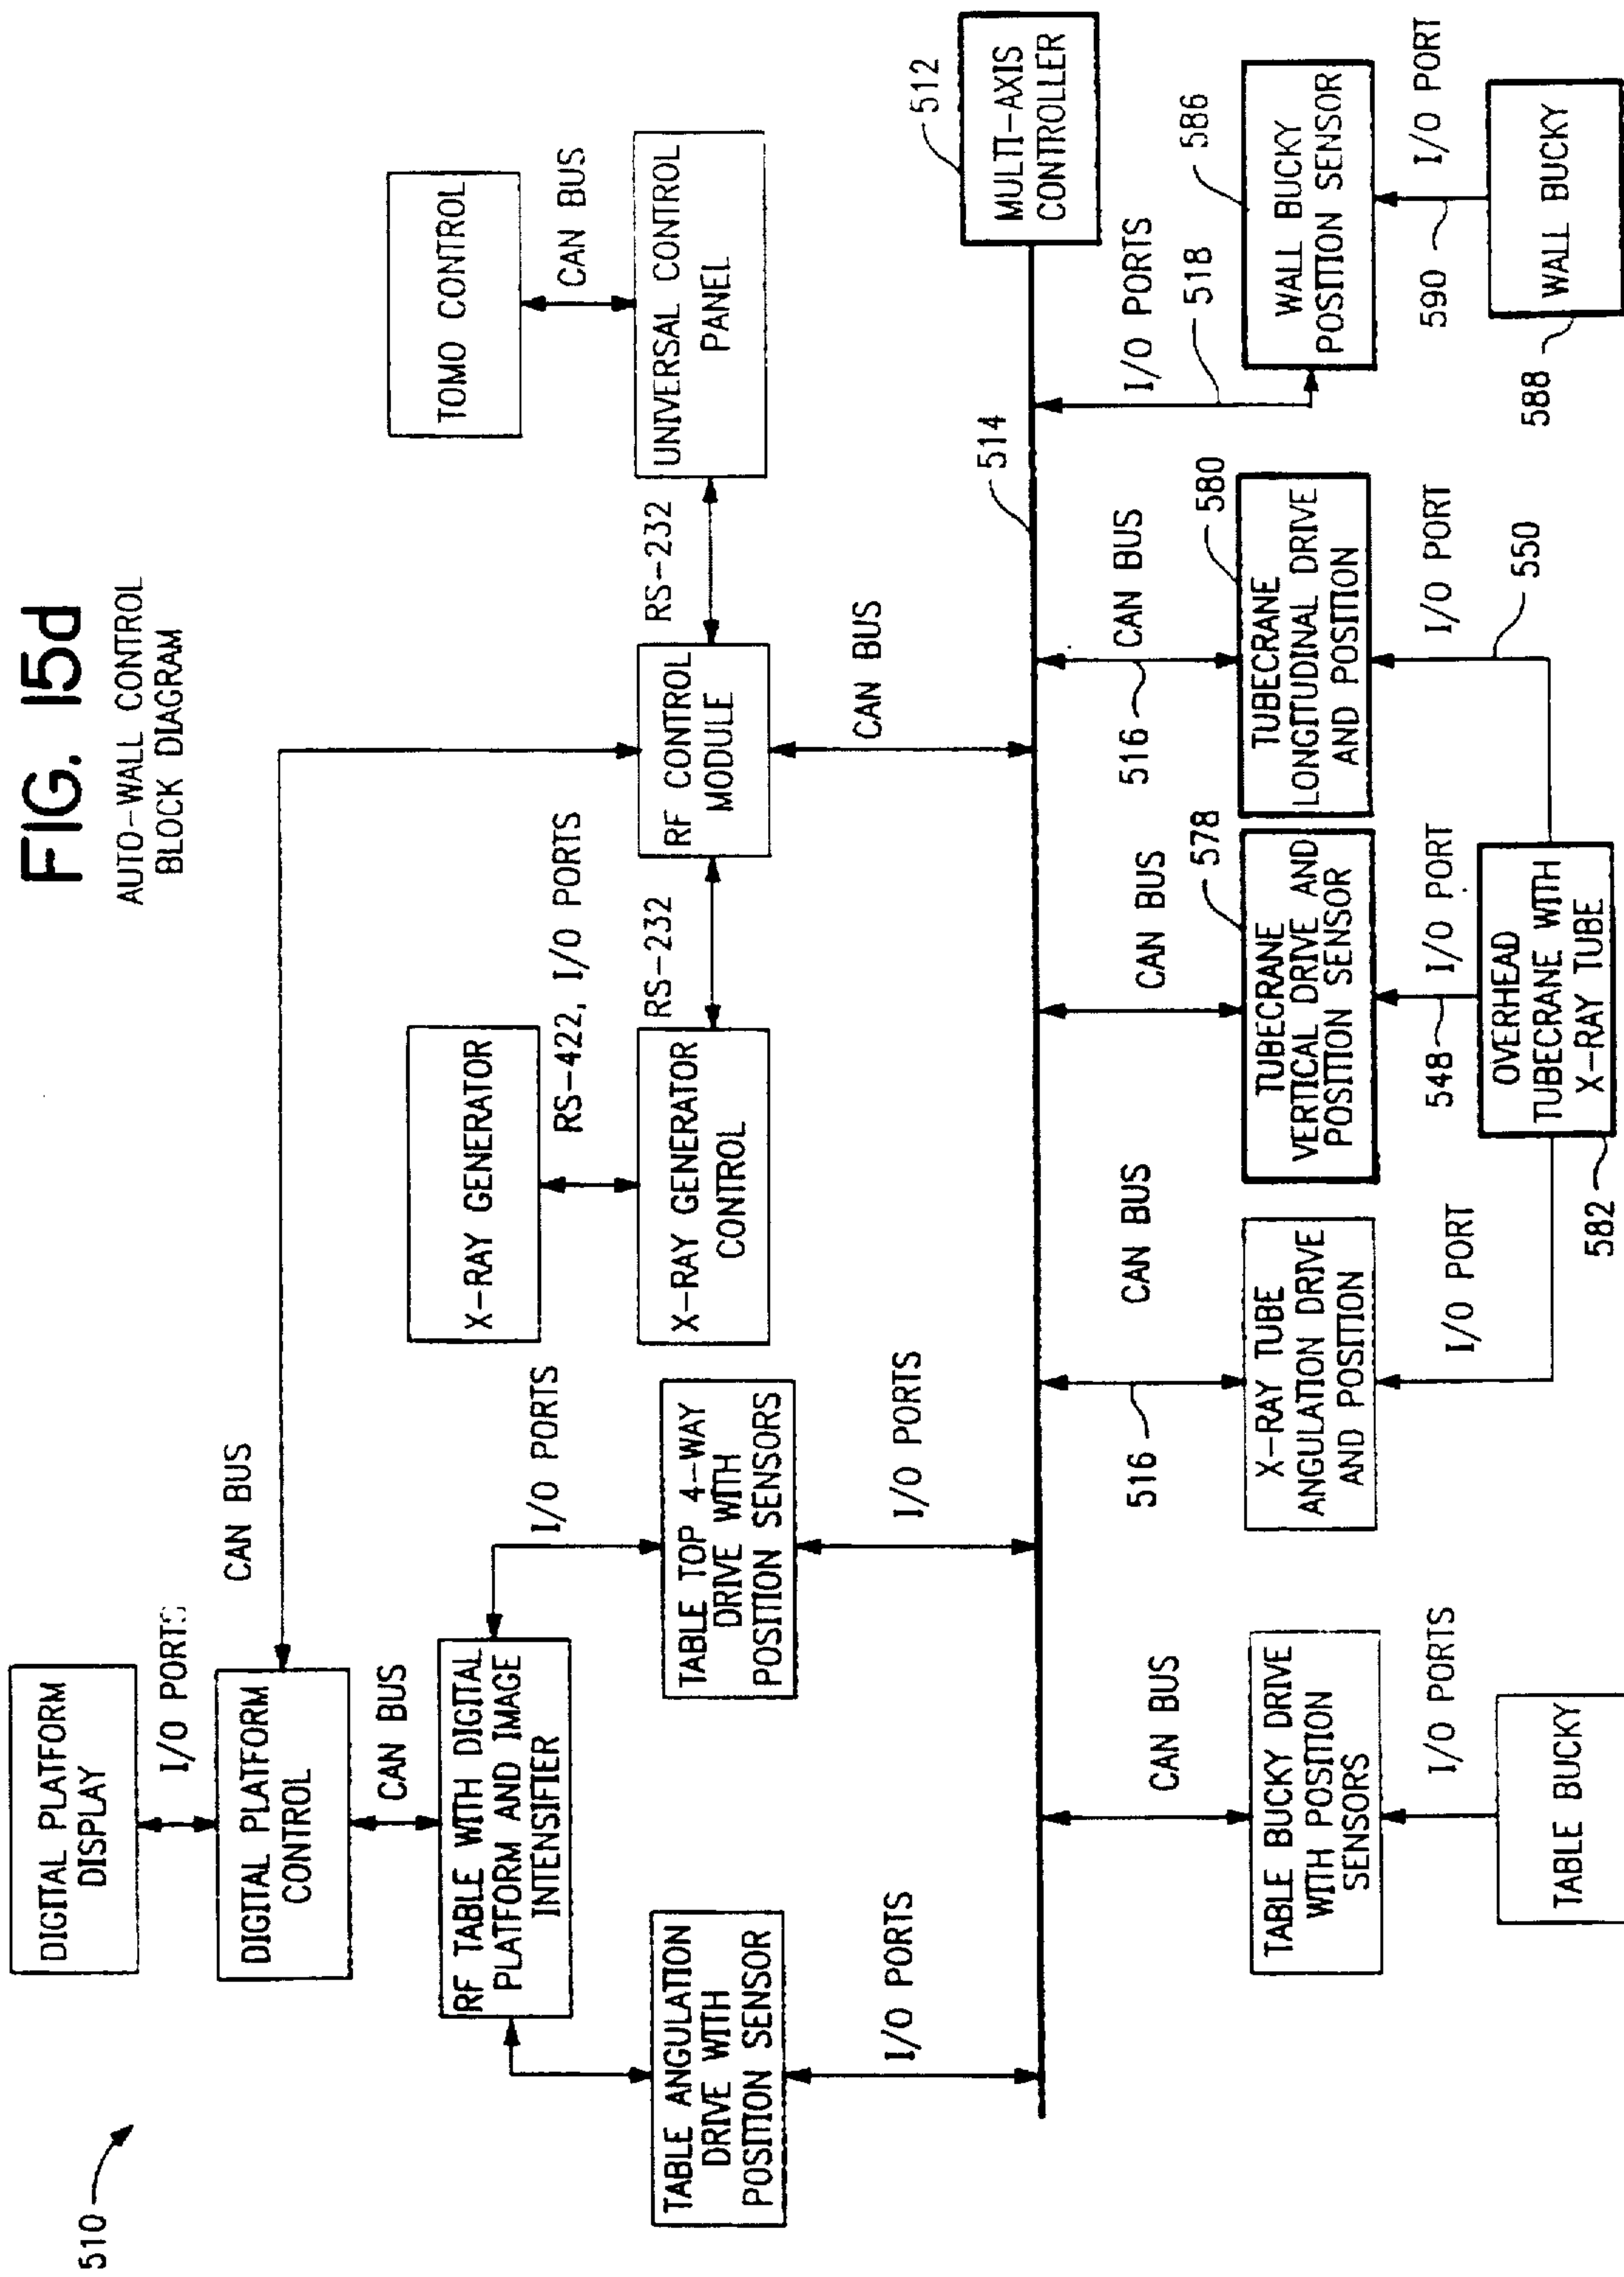 FIG. 15d
AUTO-WALL CONTROL
BLOCK DIAGRAM
510
DIGITAL PLATFORM
DISPLAY
I/O PORTS
DIGITAL PLATFORM
CONTROL
CAN BUS
CAN BUS
RF TABLE WITH DIGITAL
PLATFORM AND IMAGE
INTENSIFIER
I/O PORTS
TABLE ANGULATION
DRIVE WITH
POSITION SENSOR
I/O PORTS
TABLE TOP 4-WAY
DRIVE WITH
POSITION SENSORS
I/O PORTS
X-RAY GENERATOR
RS-422, I/O PORTS
X-RAY GENERATOR
CONTROL
RS-232
RF CONTROL
MODULE
RS-232
CAN BUS
TOMO CONTROL
CAN BUS
UNIVERSAL CONTROL
PANEL
512
MULTI-AXIS
CONTROLLER
514
CAN BUS
TABLE BUCKY DRIVE
WITH POSITION
SENSORS
I/O PORTS
TABLE BUCKY
516
CAN BUS
X-RAY TUBE
ANGULATION DRIVE
AND POSITION
I/O PORT
CAN BUS
578
TUBECRANE
VERTICAL DRIVE AND
POSITION SENSOR
548
I/O PORT
516
CAN BUS
580
TUBECRANE
LONGITUDINAL DRIVE
AND POSITION
I/O PORT
550
OVERHEAD
TUBECRANE WITH
X-RAY TUBE
582
I/O PORTS
518
586
WALL BUCKY
POSITION SENSOR
590
I/O PORT
WALL BUCKY
588